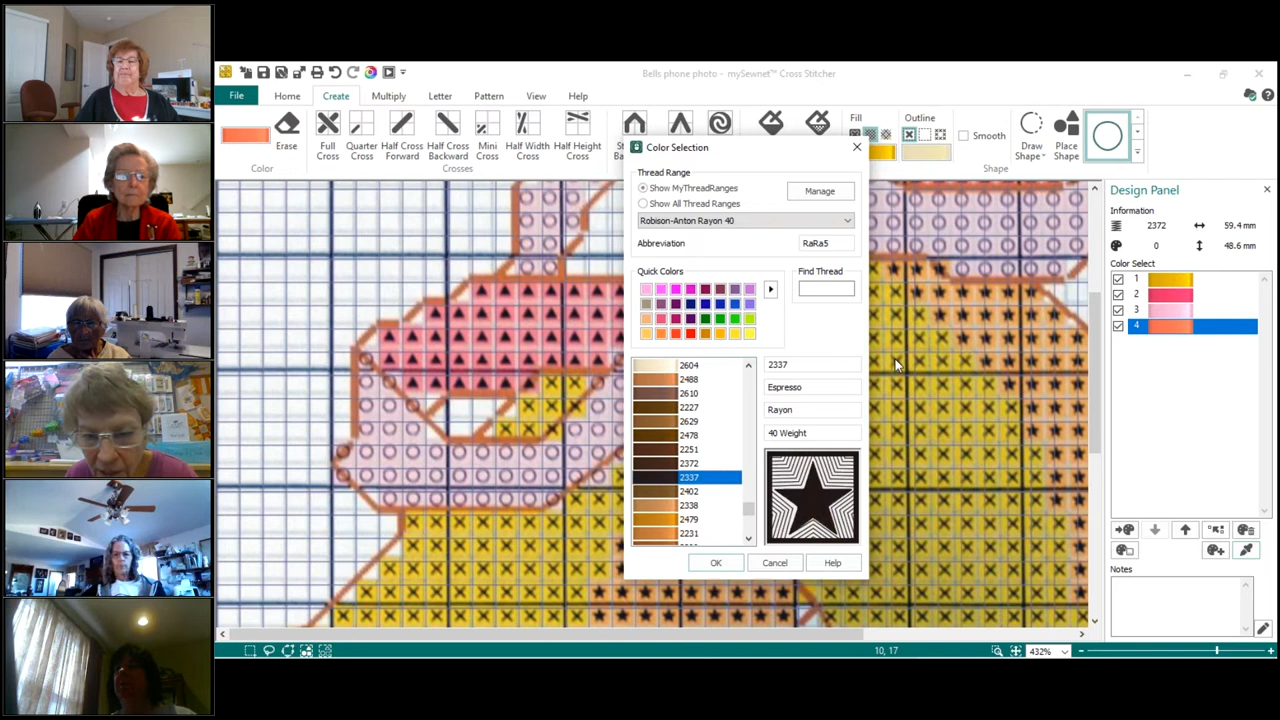 Bells phone photo - mySewnet™ Cross Stitcher
File Home Create Multiply Letter Pattern View Help
Color
Erase
Full Cross
Quarter Cross
Half Cross Forward
Half Cross Backward
Mini Cross
Half Width Cross
Half Height Cross
Crosses
Fill
Outline
Smooth
Draw Shape
Place Shape
Shape
Color Selection
Thread Range
Show MyThreadRanges
Manage
Show All Thread Ranges
Robison-Anton Rayon 40
Abbreviation
RaRa5
Quick Colors
Find Thread
2604
2488
2610
2227
2629
2478
2251
2372
2337
2402
2338
2479
2231
2337
Espresso
Rayon
40 Weight
OK Cancel Help
Design Panel
Information
2372 59.4 mm
0 48.6 mm
Color Select
1
2
3
4
Notes
10, 17
432%